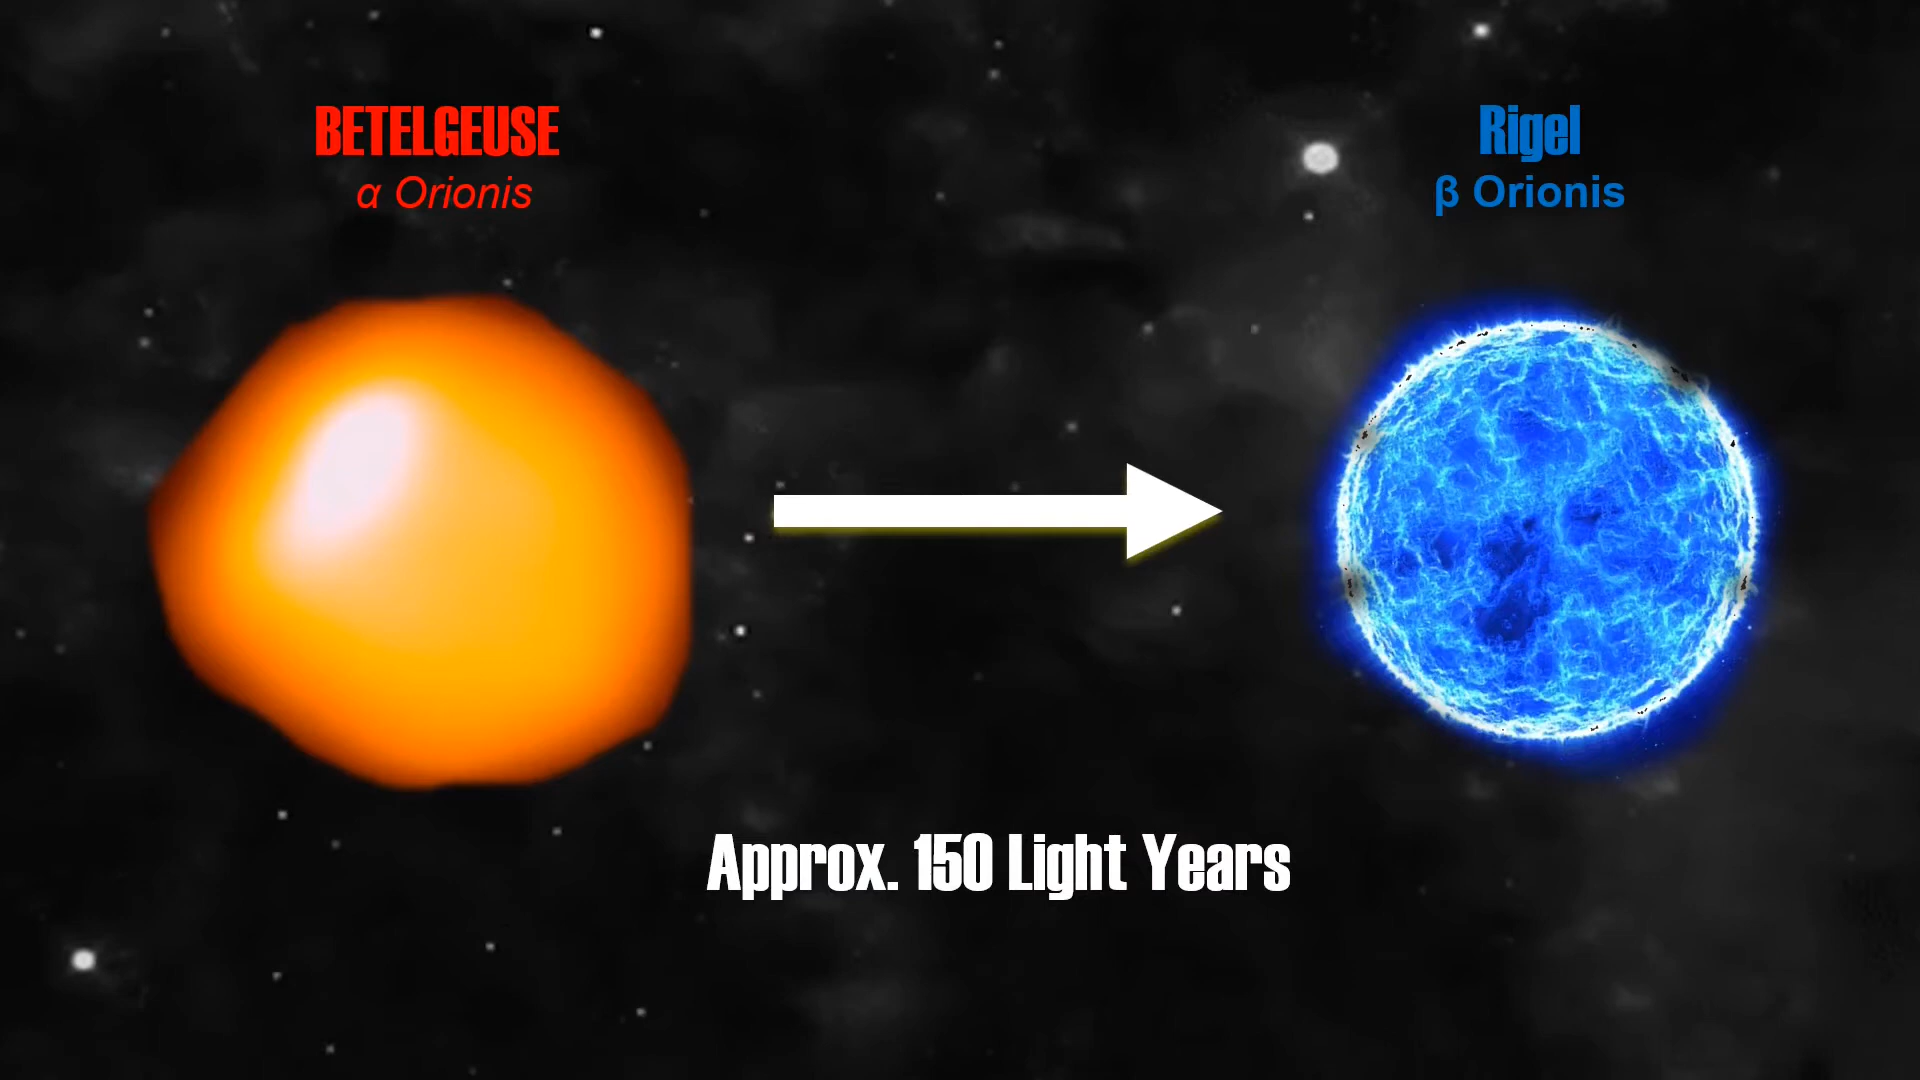 BETELGEUSE
α Orionis
Rigel
β Orionis
Approx. 150 Light Years